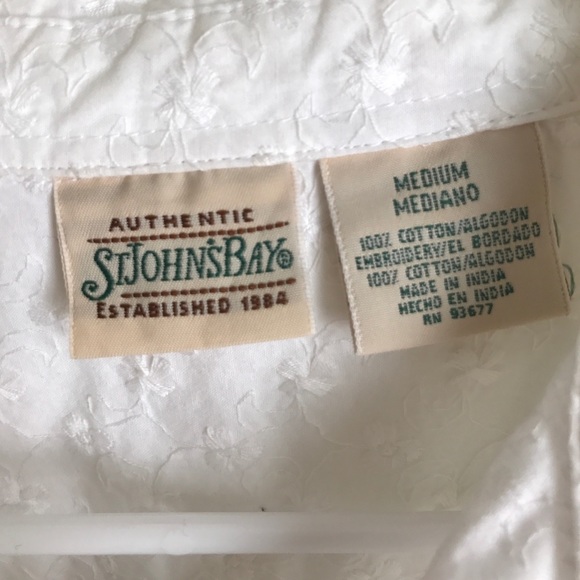 AUTHENTIC
ST. JOHN'S BAY®
ESTABLISHED 1984
MEDIUM
MEDIANO
100% COTTON/ALGODON
EMBROIDERY/EL BORDADO
100% COTTON/ALGODON
MADE IN INDIA
HECHO EN INDIA
RN 93677